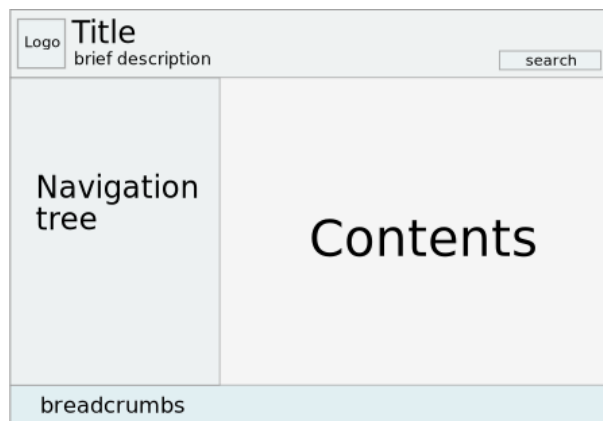 Logo
Title
brief description
search
Navigation
tree
Contents
breadcrumbs